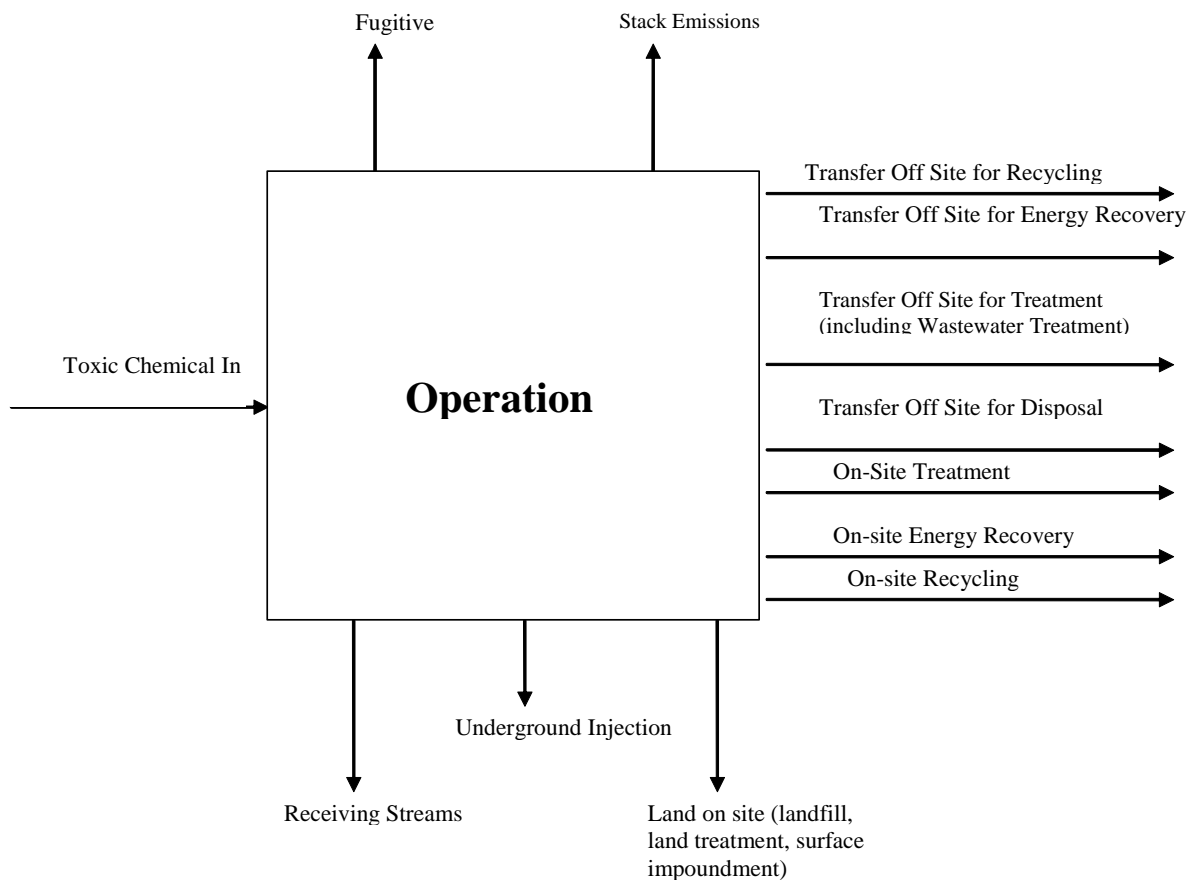 Fugitive
Stack Emissions
Transfer Off Site for Recycling
Transfer Off Site for Energy Recovery
Transfer Off Site for Treatment
(including Wastewater Treatment)
Toxic Chemical In
Operation
Transfer Off Site for Disposal
On-Site Treatment
On-site Energy Recovery
On-site Recycling
Underground Injection
Receiving Streams
Land on site (landfill,
land treatment, surface
impoundment)